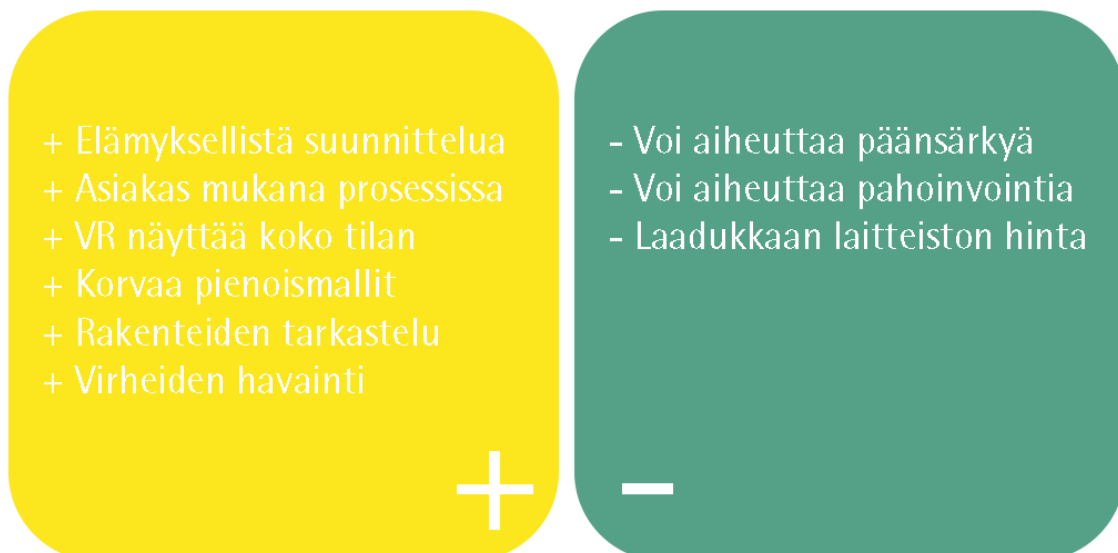 + Elämyksellistä suunnittelua
+ Asiakas mukana prosessissa
+ VR näyttää koko tilan
+ Korvaa pienoismallit
+ Rakenteiden tarkastelu
+ Virheiden havainti
+
- Voi aiheuttaa päänsärkyä
- Voi aiheuttaa pahoinvointia
- Laadukkaan laitteiston hinta
-